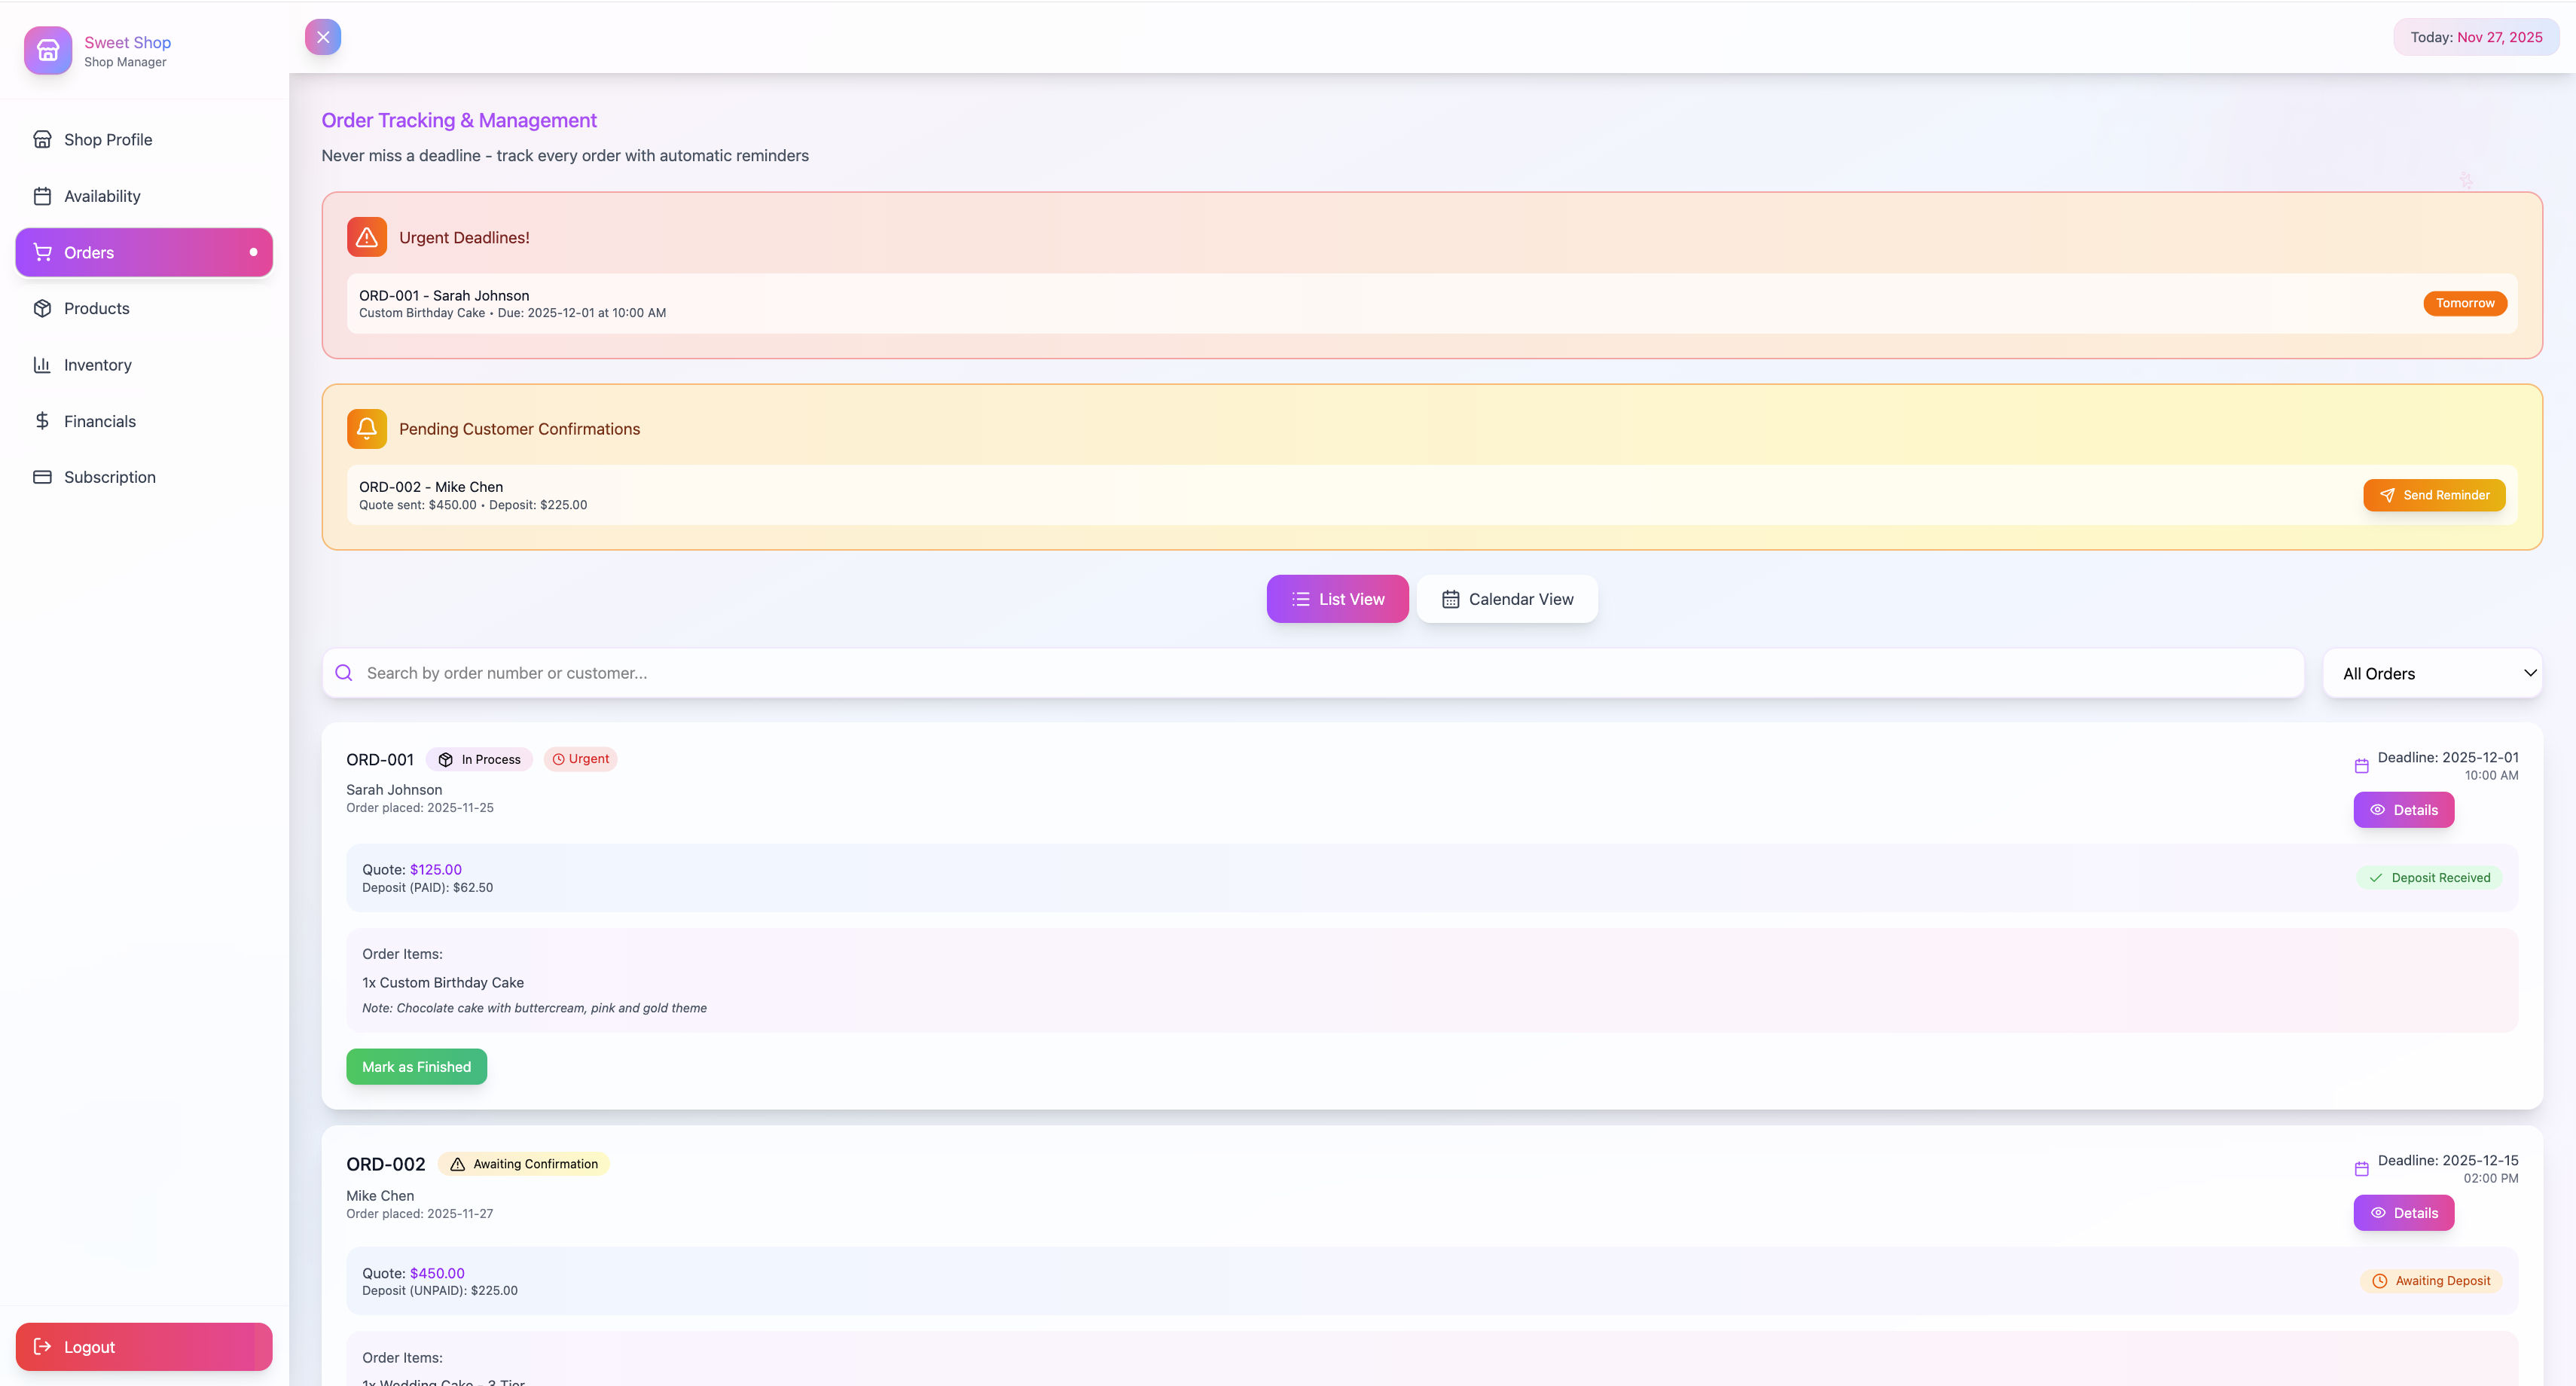 Sweet Shop
Shop Manager
Shop Profile
Availability
Orders
Products
Inventory
Financials
Subscription
Logout
Today: Nov 27, 2025
Order Tracking & Management
Never miss a deadline - track every order with automatic reminders
Urgent Deadlines!
ORD-001 - Sarah Johnson
Custom Birthday Cake • Due: 2025-12-01 at 10:00 AM
Tomorrow
Pending Customer Confirmations
ORD-002 - Mike Chen
Quote sent: $450.00 • Deposit: $225.00
Send Reminder
List View
Calendar View
Search by order number or customer...
All Orders
ORD-001
In Process
Urgent
Sarah Johnson
Order placed: 2025-11-25
Deadline: 2025-12-01
10:00 AM
Details
Quote: $125.00
Deposit (PAID): $62.50
Deposit Received
Order Items:
1x Custom Birthday Cake
Note: Chocolate cake with buttercream, pink and gold theme
Mark as Finished
ORD-002
Awaiting Confirmation
Mike Chen
Order placed: 2025-11-27
Deadline: 2025-12-15
02:00 PM
Details
Quote: $450.00
Deposit (UNPAID): $225.00
Awaiting Deposit
Order Items:
1x Wedding Cake - 3 Tier